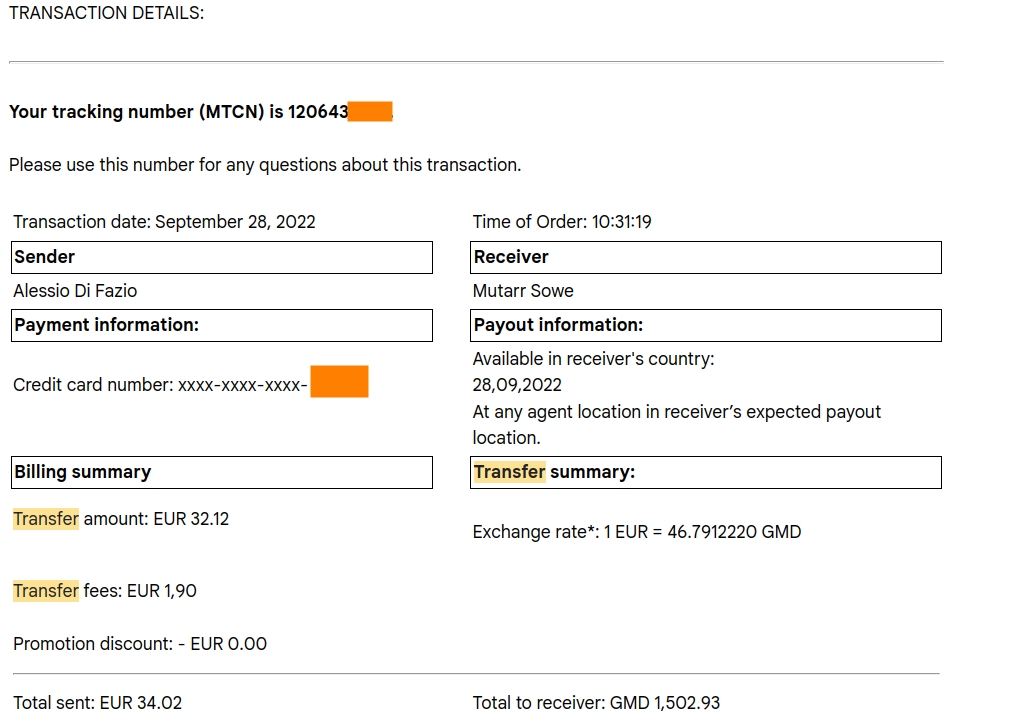 TRANSACTION DETAILS:
Your tracking number (MTCN) is 120643
Please use this number for any questions about this transaction.
Transaction date: September 28, 2022
Time of Order: 10:31:19
Sender
Receiver
Alessio Di Fazio
Mutarr Sowe
Payment information:
Payout information:
Credit card number: xxxx-xxxx-xxxx-
Available in receiver's country:
28,09,2022
At any agent location in receiver’s expected payout
location.
Billing summary
Transfer summary:
Transfer amount: EUR 32.12
Exchange rate*: 1 EUR = 46.7912220 GMD
Transfer fees: EUR 1,90
Promotion discount: - EUR 0.00
Total sent: EUR 34.02
Total to receiver: GMD 1,502.93